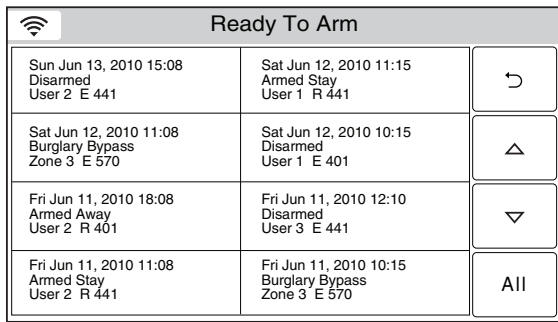 Ready To Arm
Sun Jun 13, 2010 15:08
Disarmed
User 2 E 441
Sat Jun 12, 2010 11:15
Armed Stay
User 1 R 441
Sat Jun 12, 2010 11:08
Burglary Bypass
Zone 3 E 570
Sat Jun 12, 2010 10:15
Disarmed
User 1 E 401
Fri Jun 11, 2010 18:08
Armed Away
User 2 R 401
Fri Jun 11, 2010 12:10
Disarmed
User 3 E 441
Fri Jun 11, 2010 11:08
Armed Stay
User 2 R 441
Fri Jun 11, 2010 10:15
Burglary Bypass
Zone 3 E 570
All